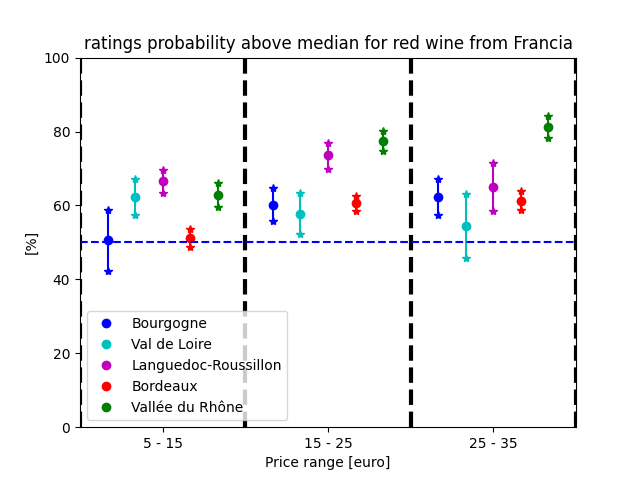 ratings probability above median for red wine from Francia
100
80
60
40
20
0
[%]
Bourgogne
Val de Loire
Languedoc-Roussillon
Bordeaux
Vallée du Rhône
5 - 15
15 - 25
25 - 35
Price range [euro]